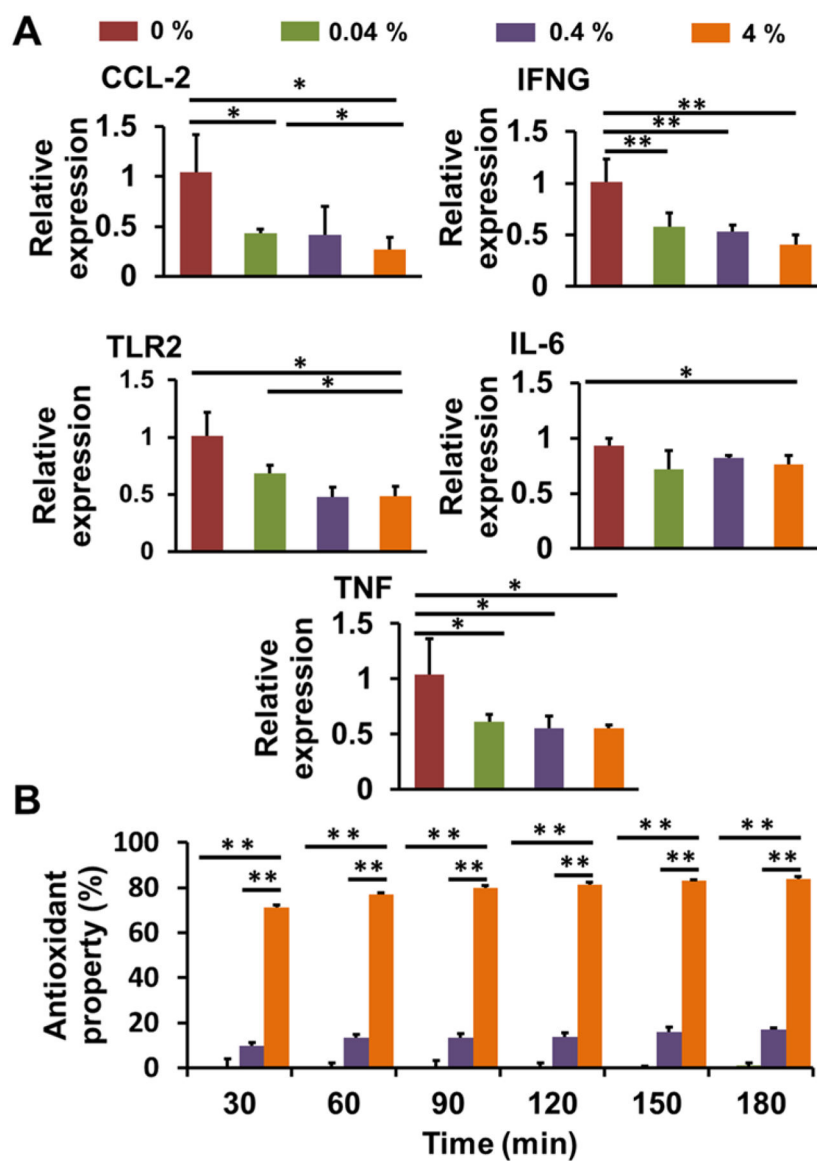 A 0 % 0.04 % 0.4 % 4 %
CCL-2
Relative expression
1.5
1
0.5
0
*
* *
IFNG
Relative expression
1.5
1
0.5
0
**
**
**
TLR2
Relative expression
1.5
1
0.5
0
*
*
IL-6
Relative expression
1.5
1
0.5
0
*
TNF
Relative expression
1.5
1
0.5
0
*
*
*
B
Antioxidant
property (%)
100
80
60
40
20
0
** ** ** ** ** **
** ** ** ** ** **
30 60 90 120 150 180
Time (min)